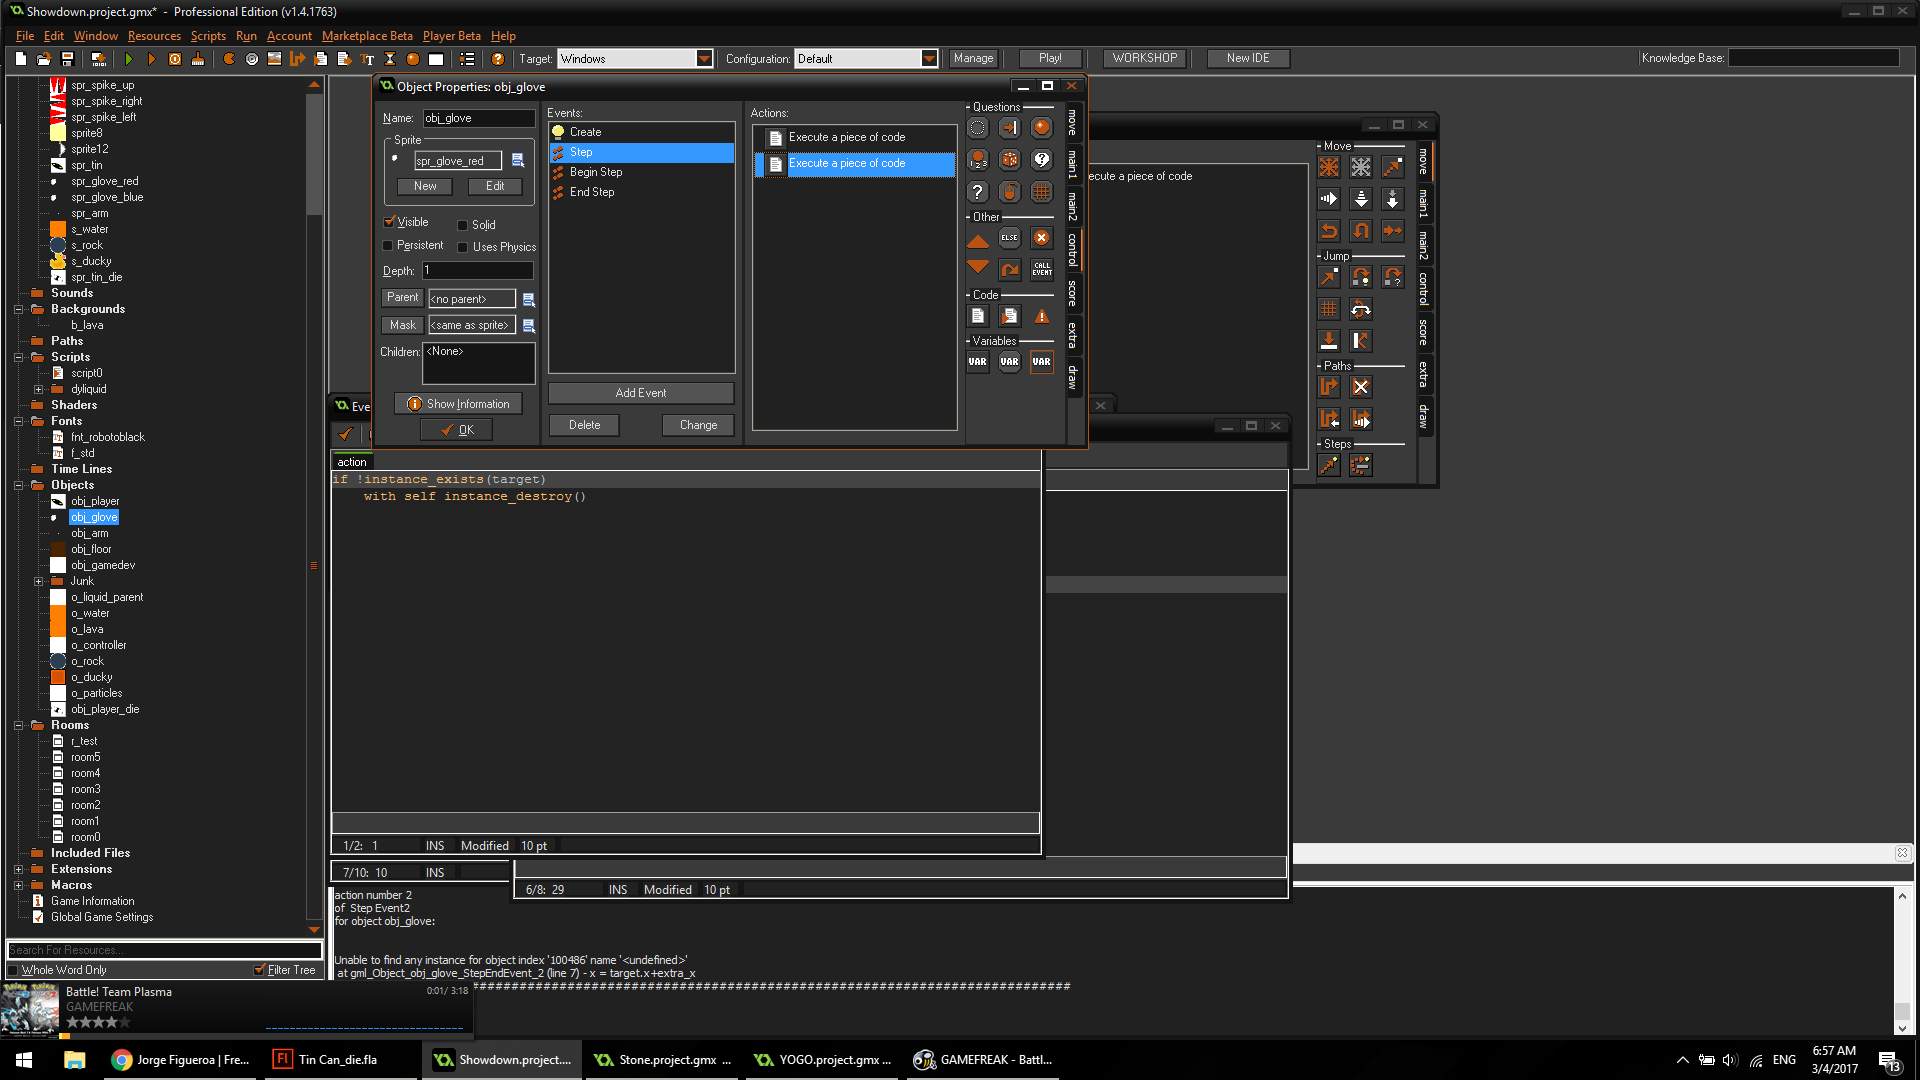 Showdown.project.gmx* - Professional Edition (v1.4.1763)
File Edit Window Resources Scripts Run Account Marketplace Beta Player Beta Help
Target: Windows Configuration: Default Manage Play! WORKSHOP New IDE Knowledge Base:
spr_spike_up
spr_spike_right
spr_spike_left
sprite8
sprite12
spr_tin
spr_glove_red
spr_glove_blue
spr_arm
s_water
s_rock
s_ducky
spr_tin_die
Sounds
Backgrounds
b_lava
Paths
Scripts
script0
dyliquid
Shaders
Fonts
fnt_robotoblack
f_std
Time Lines
Objects
obj_player
obj_glove
obj_arm
obj_floor
obj_gamedev
Junk
o_liquid_parent
o_water
o_lava
o_controller
o_rock
o_ducky
o_particles
obj_player_die
Rooms
r_test
room5
room4
room3
room2
room1
room0
Included Files
Extensions
Macros
Game Information
Global Game Settings
Search For Resources...
Whole Word Only Filter Tree
Object Properties: obj_glove
Name: obj_glove
Sprite
spr_glove_red
New Edit
Visible Solid
Persistent Uses Physics
Depth: 1
Parent <no parent>
Mask <same as sprite>
Children: <None>
Show Information
OK
Events:
Create
Step
Begin Step
End Step
Add Event
Delete Change
Actions:
Execute a piece of code
Execute a piece of code
Questions
1 2 3
?
Other
ELSE
CALL EVENT
Code
Variables
VAR VAR VAR
move
main1
main2
control
score
extra
draw
ecute a piece of code
Move
Jump
Paths
Steps
move
main1
main2
control
score
extra
draw
Eve
action
if !instance_exists(target)
with self instance_destroy()
1/2: 1 INS Modified 10 pt
7/10: 10 INS
6/8: 29 INS Modified 10 pt
action number 2
of Step Event2
for object obj_glove:
Unable to find any instance for object index '100486' name '<undefined>'
at gml_Object_obj_glove_StepEndEvent_2 (line 7) - x = target.x+extra_x
Battle! Team Plasma 0:01/ 3:18
GAMEFREAK
Jorge Figueroa | Fre...
Tin Can_die.fla
Showdown.project....
Stone.project.gmx ...
YOGO.project.gmx ...
GAMEFREAK - Battl...
ENG
6:57 AM
3/4/2017
13